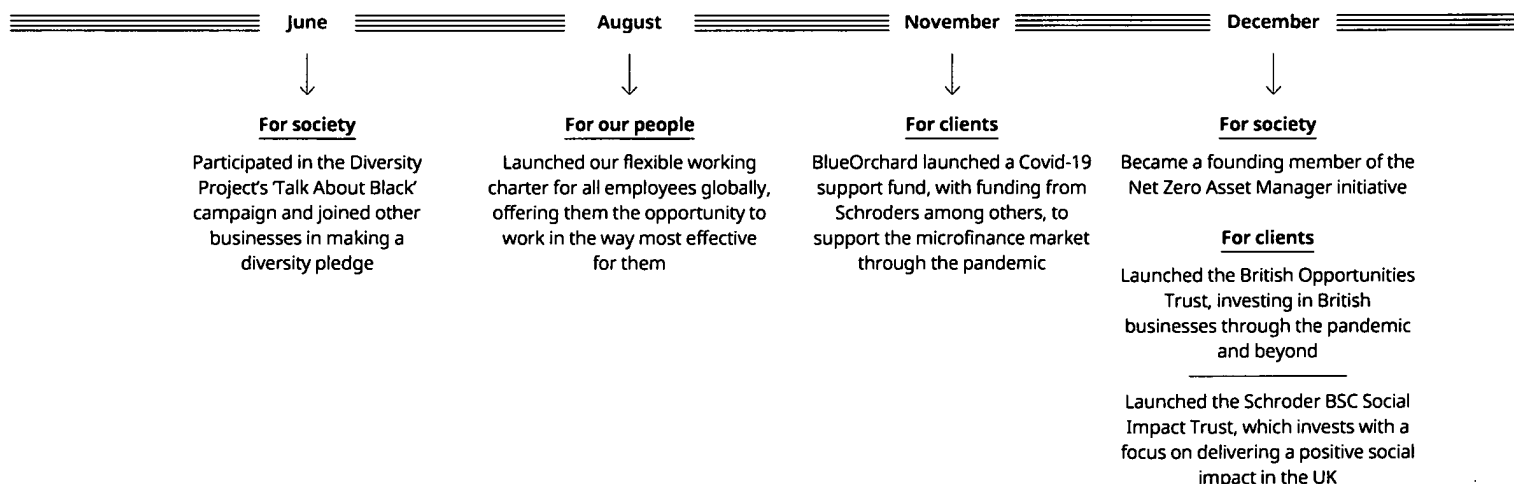 June
August
November
December
For society
Participated in the Diversity
Project's 'Talk About Black'
campaign and joined other
businesses in making a
diversity pledge
For our people
Launched our flexible working
charter for all employees globally,
offering them the opportunity to
work in the way most effective
for them
For clients
BlueOrchard launched a Covid-19
support fund, with funding from
Schroders among others, to
support the microfinance market
through the pandemic
For society
Became a founding member of the
Net Zero Asset Manager initiative
For clients
Launched the British Opportunities
Trust, investing in British
businesses through the pandemic
and beyond
Launched the Schroder BSC Social
Impact Trust, which invests with a
focus on delivering a positive social
impact in the UK